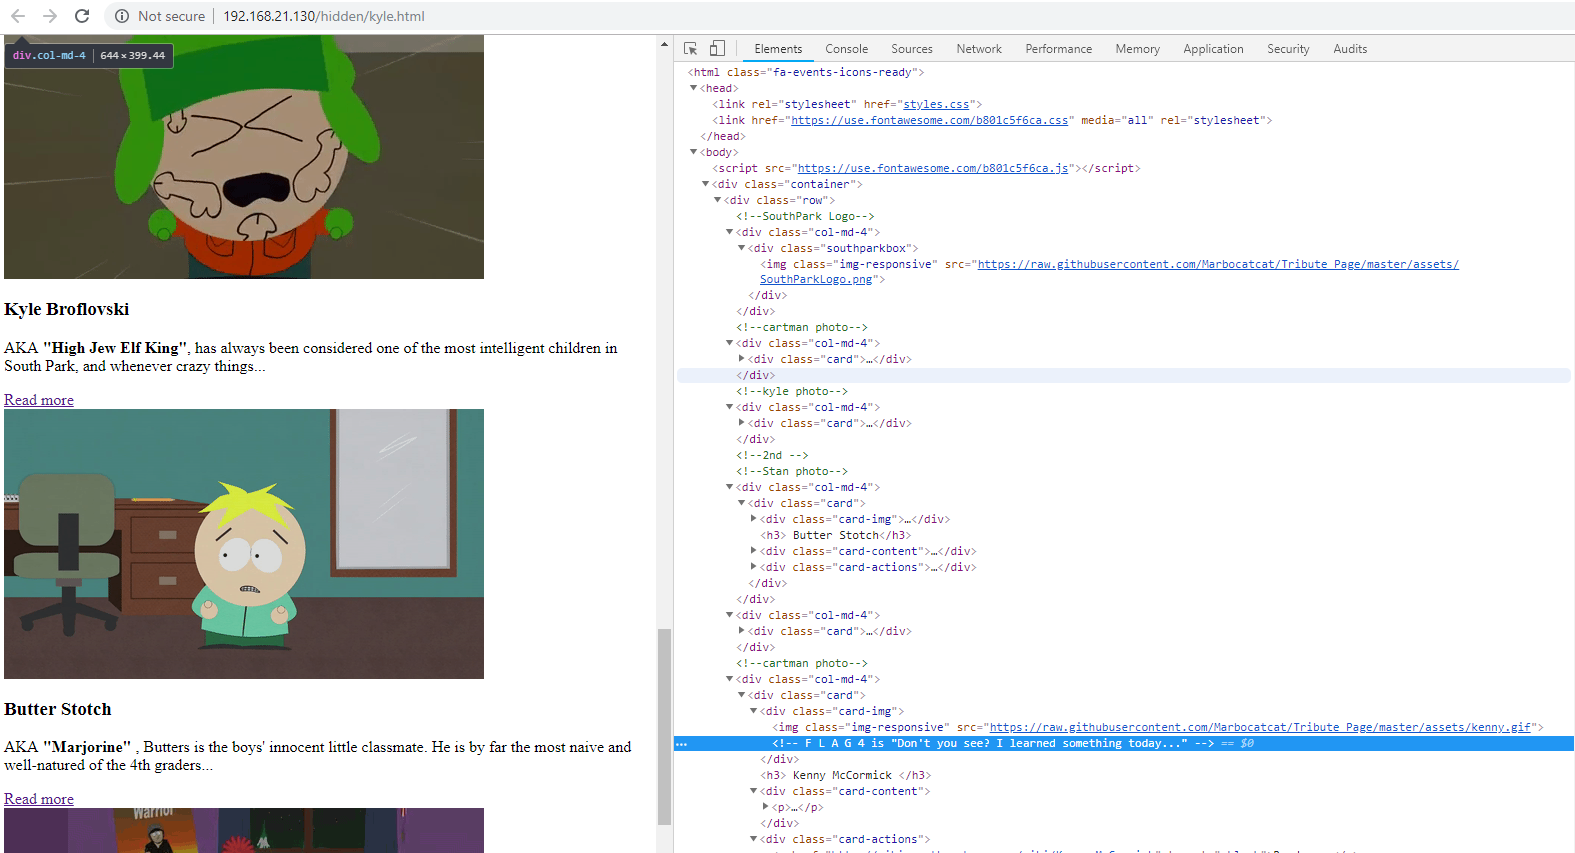 Not secure | 192.168.21.130/hidden/kyle.html
div.col-md-4 | 644 × 399.44
Kyle Broflovski
AKA "High Jew Elf King", has always been considered one of the most intelligent children in
South Park, and whenever crazy things...
Read more
Butter Stotch
AKA "Marjorine" , Butters is the boys' innocent little classmate. He is by far the most naive and
well-natured of the 4th graders...
Read more
Warrior
Elements Console Sources Network Performance Memory Application Security Audits
<html class="fa-events-icons-ready">
<head>
<link rel="stylesheet" href="styles.css">
<link href="https://use.fontawesome.com/b801c5f6ca.css" media="all" rel="stylesheet">
</head>
<body>
<script src="https://use.fontawesome.com/b801c5f6ca.js"></script>
<div class="container">
<div class="row">
<!--SouthPark Logo-->
<div class="col-md-4">
<div class="southparkbox">
<img class="img-responsive" src="https://raw.githubusercontent.com/Marbocatcat/Tribute_Page/master/assets/
SouthParkLogo.png">
</div>
</div>
<!--cartman photo-->
<div class="col-md-4">
<div class="card">…</div>
</div>
<!--kyle photo-->
<div class="col-md-4">
<div class="card">…</div>
</div>
<!--2nd -->
<!--Stan photo-->
<div class="col-md-4">
<div class="card">
<div class="card-img">…</div>
<h3> Butter Stotch</h3>
<div class="card-content">…</div>
<div class="card-actions">…</div>
</div>
</div>
<div class="col-md-4">
<div class="card">…</div>
</div>
<!--cartman photo-->
<div class="col-md-4">
<div class="card">
<div class="card-img">
<img class="img-responsive" src="https://raw.githubusercontent.com/Marbocatcat/Tribute_Page/master/assets/kenny.gif">
<!-- F L A G 4 is "Don't you see? I learned something today..." --> == $0
</div>
<h3> Kenny McCormick </h3>
<div class="card-content">
<p>…</p>
</div>
<div class="card-actions">